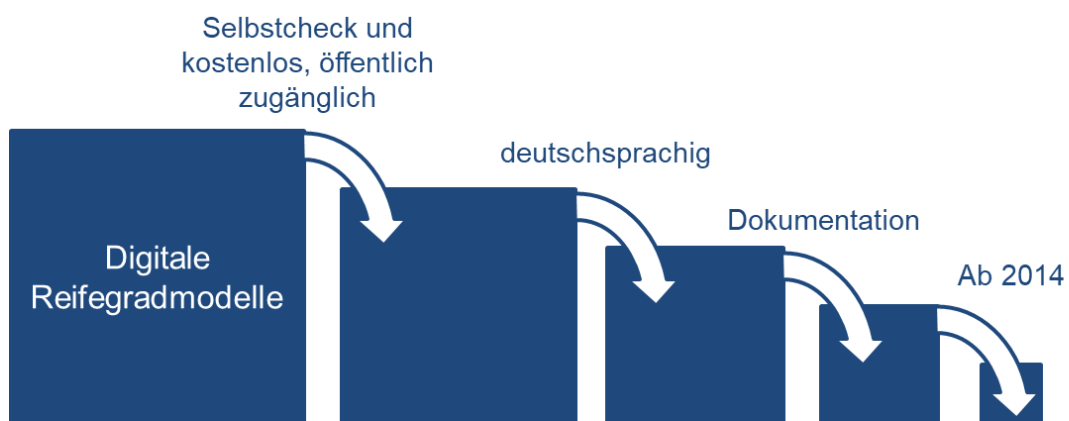 Selbstcheck und
kostenlos, öffentlich
zugänglich
deutschsprachig
Dokumentation
Ab 2014
Digitale
Reifegradmodelle